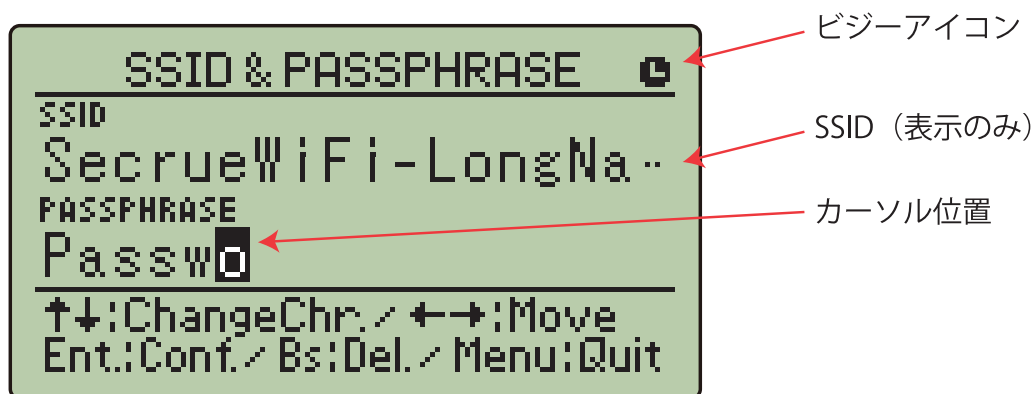 SSID & PASSPHRASE
SSID
SecrueWiFi-LongNa··
PASSPHRASE
Passwo
↑↓:ChangeChr./ ←→:Move
Ent.:Conf./ Bs:Del./ Menu:Quit
ビジーアイコン
SSID（表示のみ）
カーソル位置